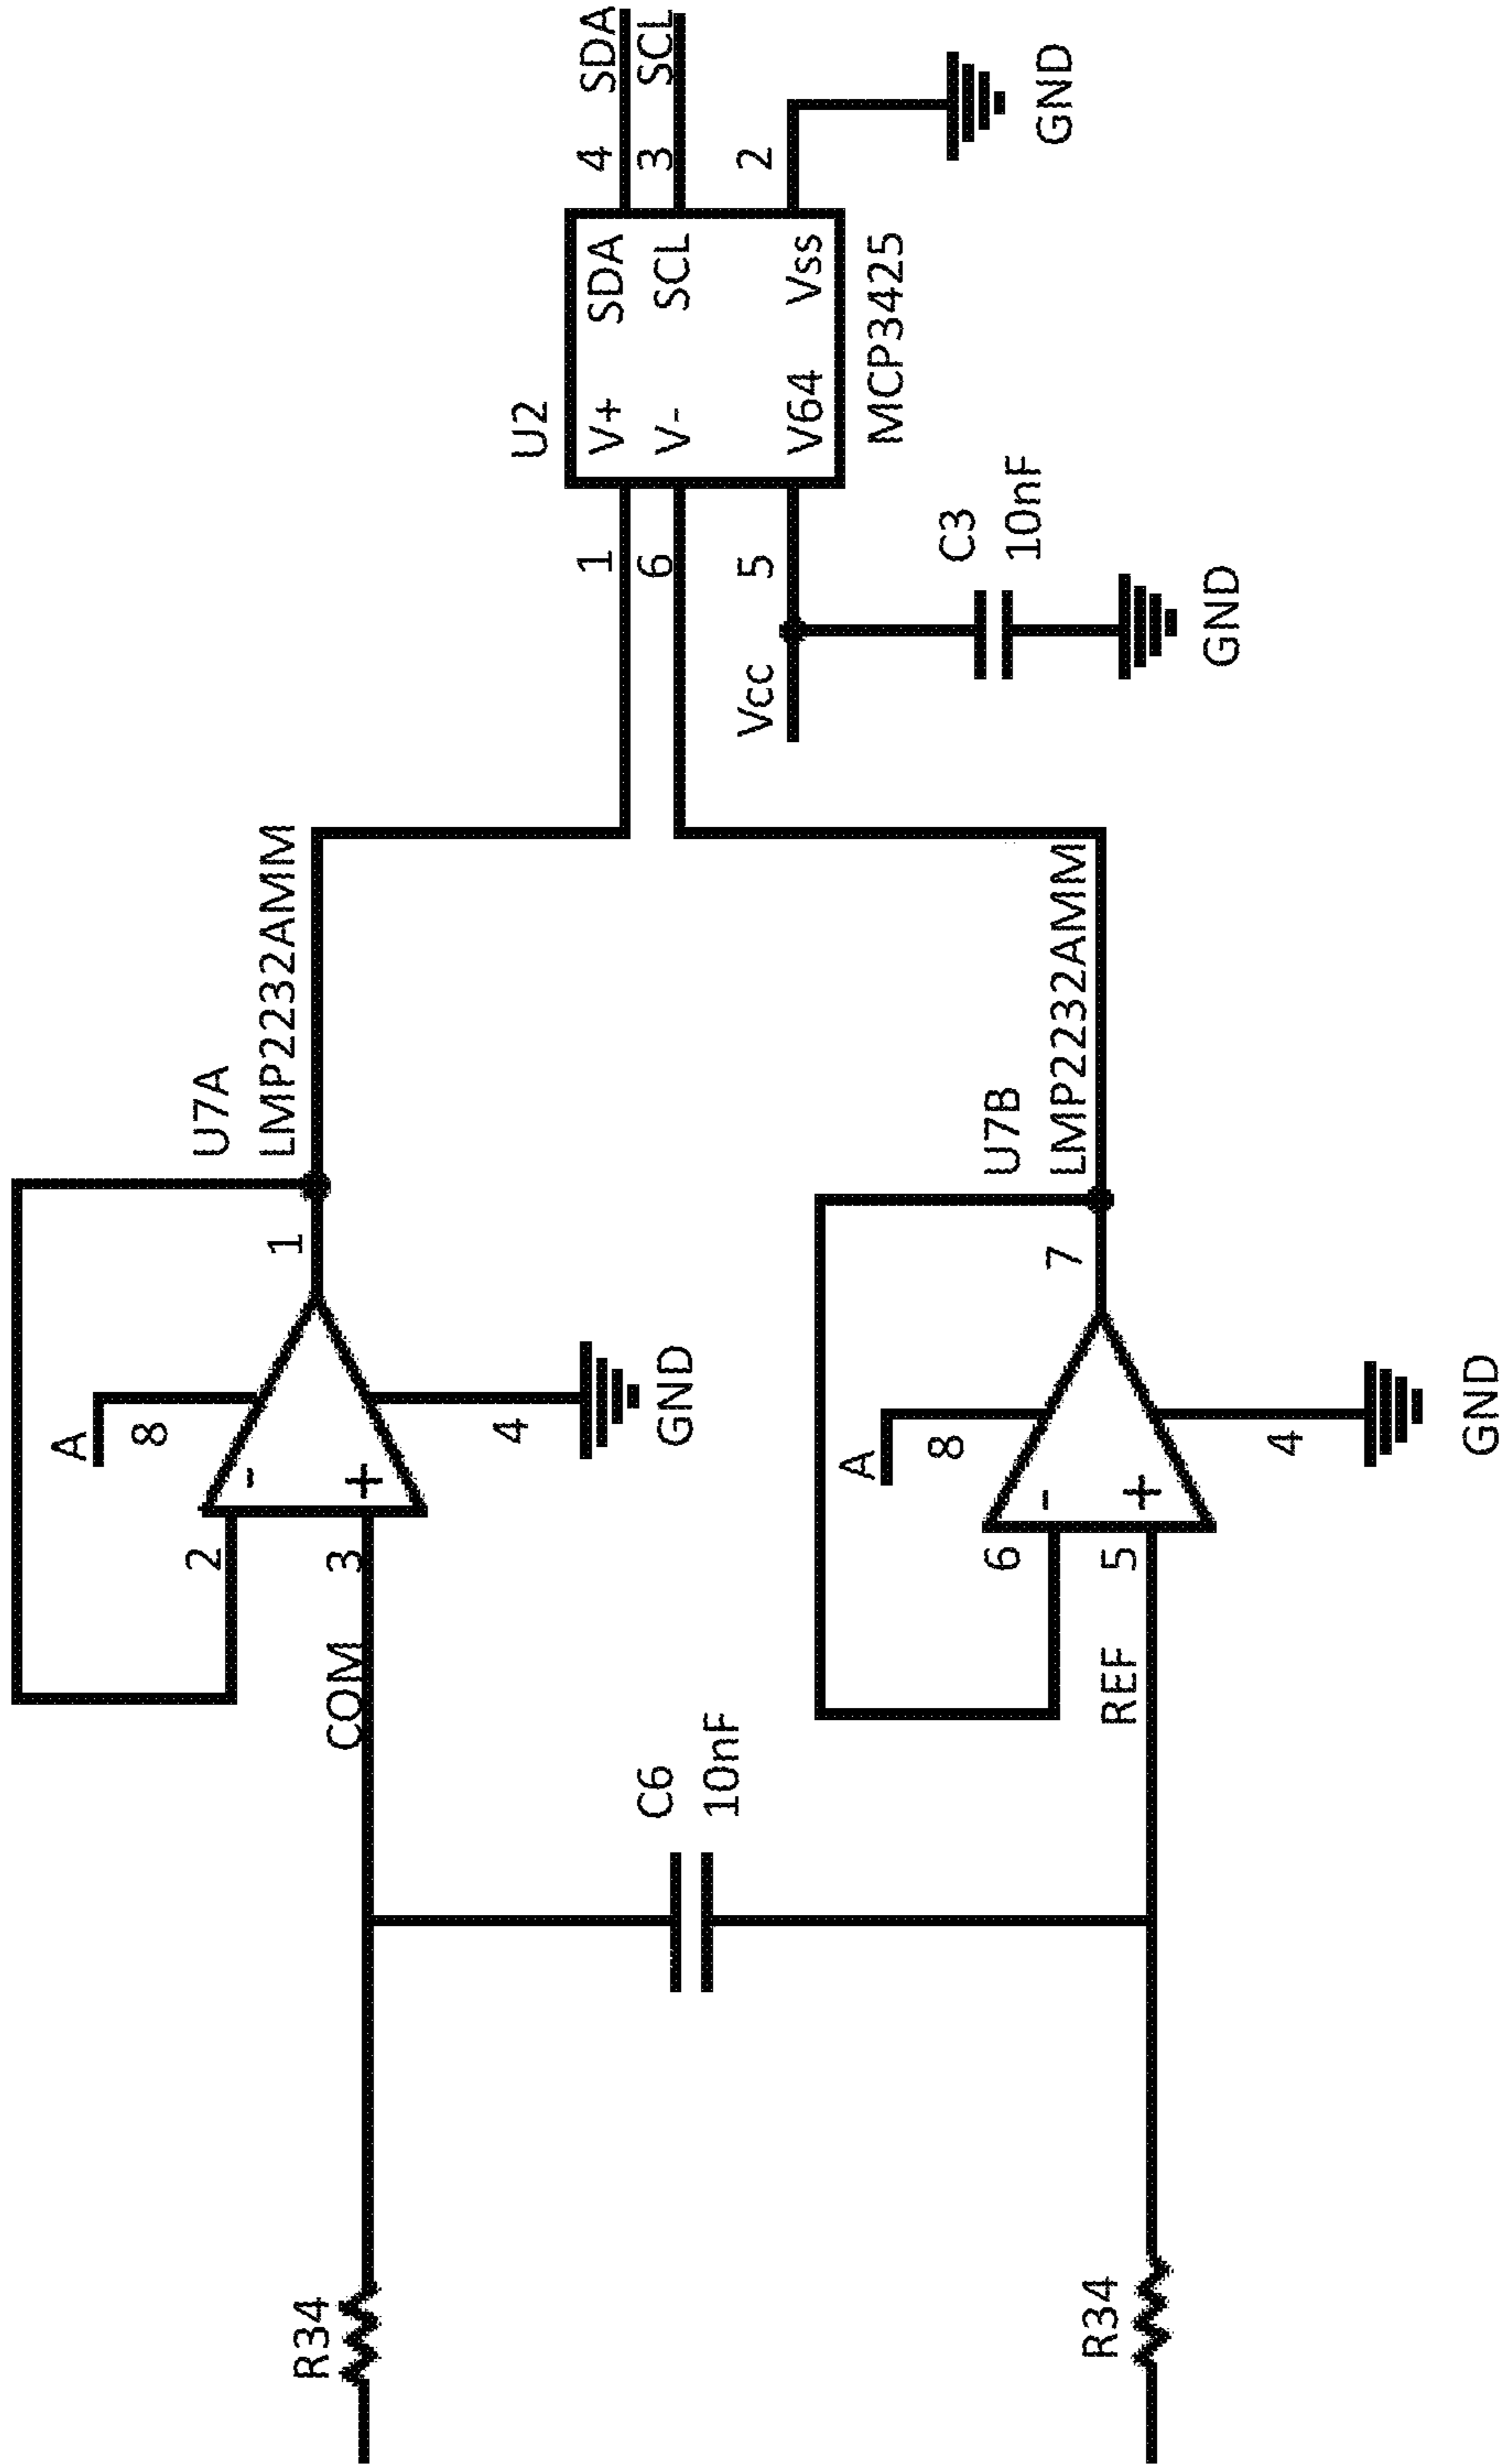 A
8
U7A
LMP2232AMM
2
-
1
COM
3
+
4
GND
R34
C6
10nF
U2
1
V+
SDA
4
SDA
6
V-
SCL
3
SCL
Vcc
5
V64
Vss
2
MCP3425
C3
10nF
GND
GND
A
8
U7B
LMP2232AMM
6
-
7
REF
5
+
4
GND
R34